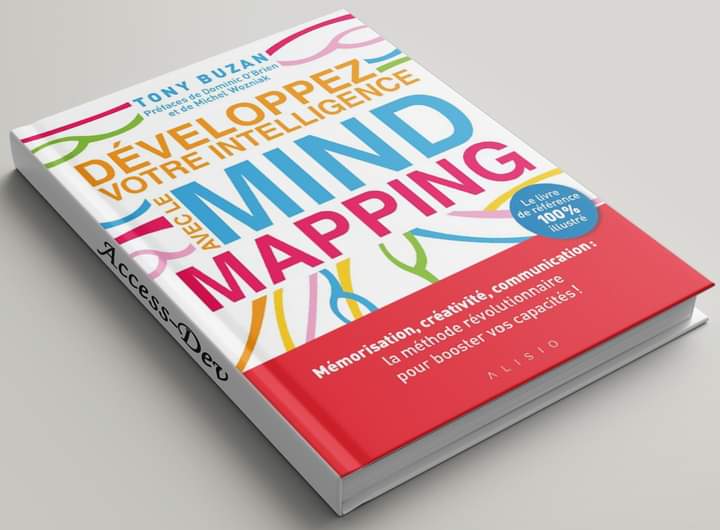 TONY BUZAN
Préfaces de Dominic O'Brien
et de Michel Wozniak
DÉVELOPPEZ
VOTRE INTELLIGENCE
AVEC LE
MIND
MAPPING
Le livre
de référence
100%
illustré
Mémorisation, créativité, communication :
la méthode révolutionnaire
pour booster vos capacités !
ALISIO
Access-Dev